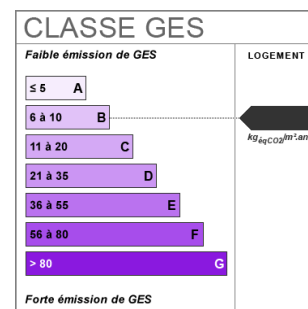 CLASSE GES
Faible émission de GES
LOGEMENT
≤ 5 A
6 à 10 B
kgéqCO2/m².an
11 à 20 C
21 à 35 D
36 à 55 E
56 à 80 F
> 80 G
Forte émission de GES